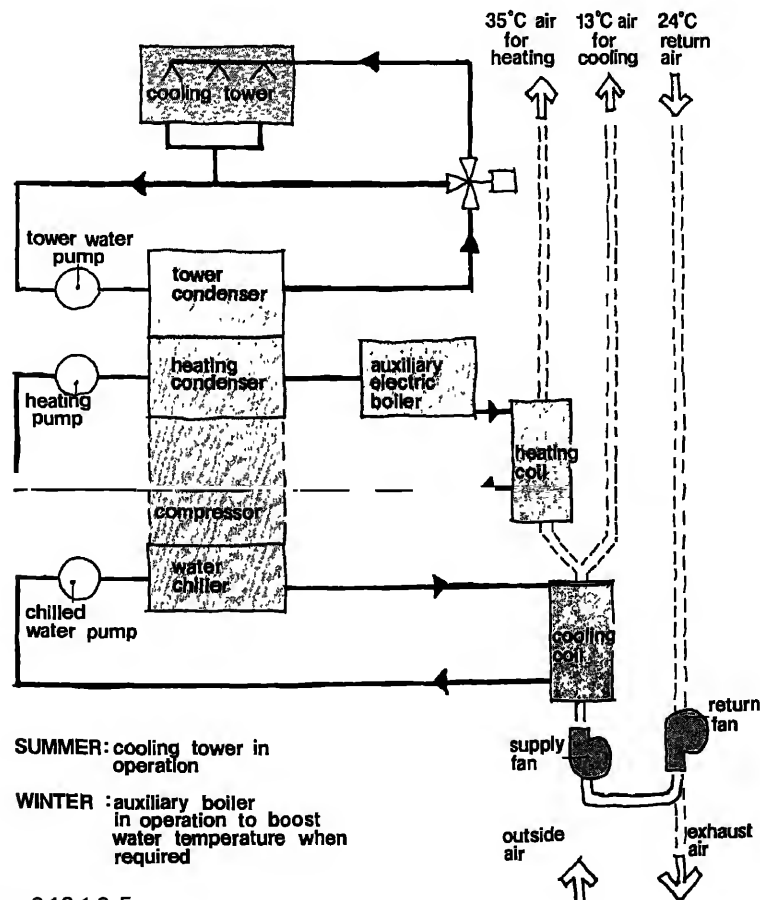 35°C air
for
heating
13°C air
for
cooling
24°C
return
air
cooling tower
tower water
pump
tower
condenser
heating
pump
heating
condenser
auxiliary
electric
boiler
heating
coil
compressor
water
chiller
chilled
water pump
cooling
coil
return
fan
supply
fan
SUMMER: cooling tower in
operation
WINTER : auxiliary boiler
in operation to boost
water temperature when
required
outside
air
exhaust
air